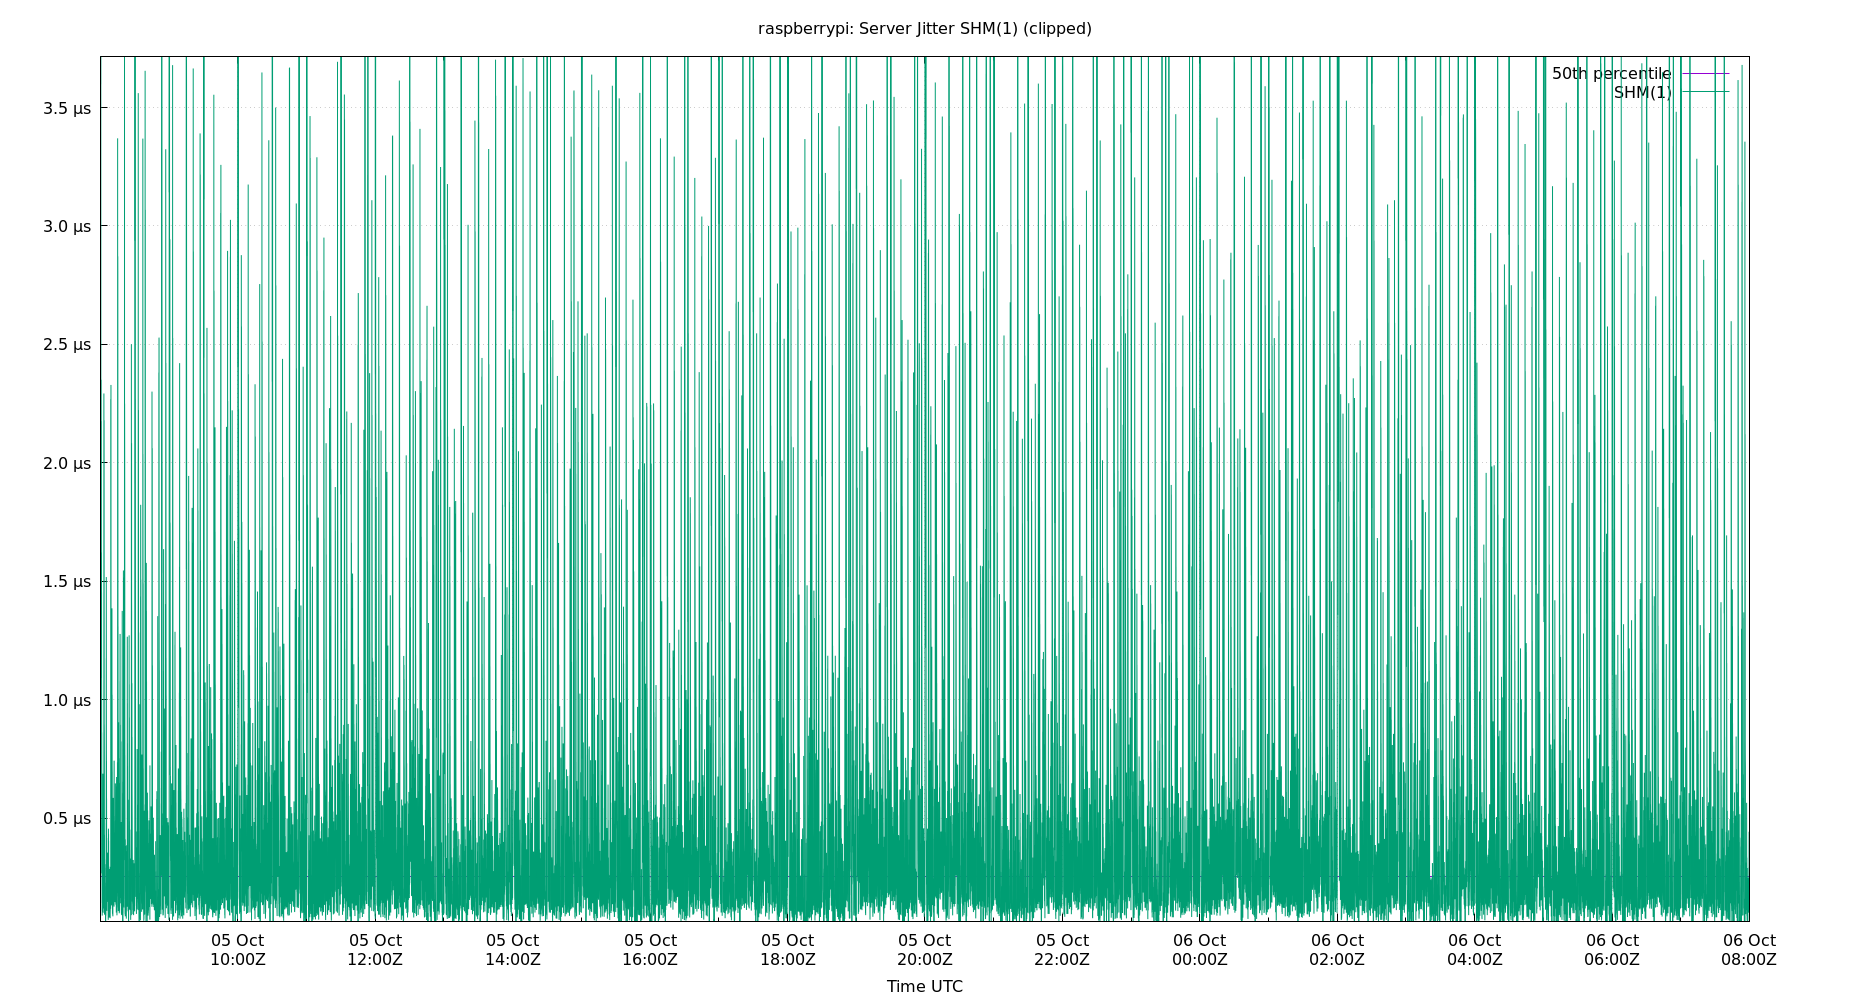 raspberrypi: Server Jitter SHM(1) (clipped)
50th percentile
SHM(1)
3.5 µs
3.0 µs
2.5 µs
2.0 µs
1.5 µs
1.0 µs
0.5 µs
05 Oct 05 Oct 05 Oct 05 Oct 05 Oct 05 Oct 05 Oct 06 Oct 06 Oct 06 Oct 06 Oct 06 Oct
10:00Z 12:00Z 14:00Z 16:00Z 18:00Z 20:00Z 22:00Z 00:00Z 02:00Z 04:00Z 06:00Z 08:00Z
Time UTC